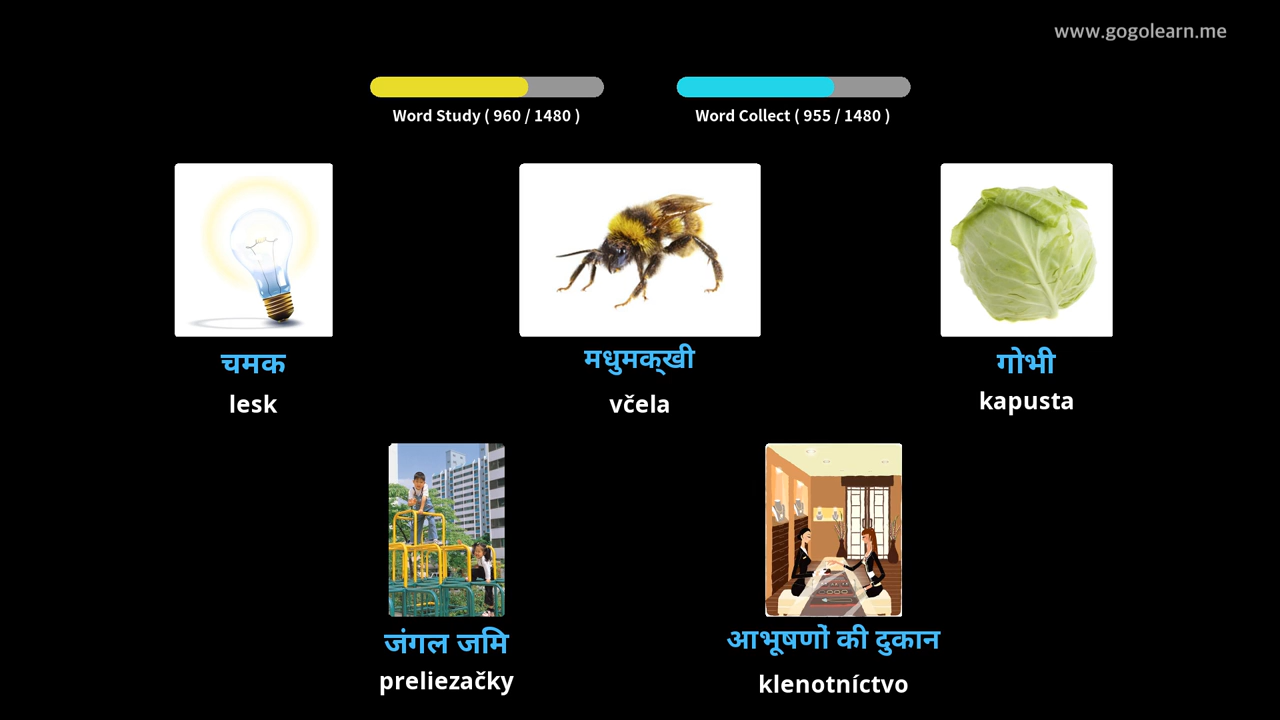 www.gogolearn.me
Word Study ( 960 / 1480 )
Word Collect ( 955 / 1480 )
चमक
lesk
मधुमक्खी
včela
गोभी
kapusta
जंगल जमि
preliezačky
आभूषणों की दुकान
klenotníctvo